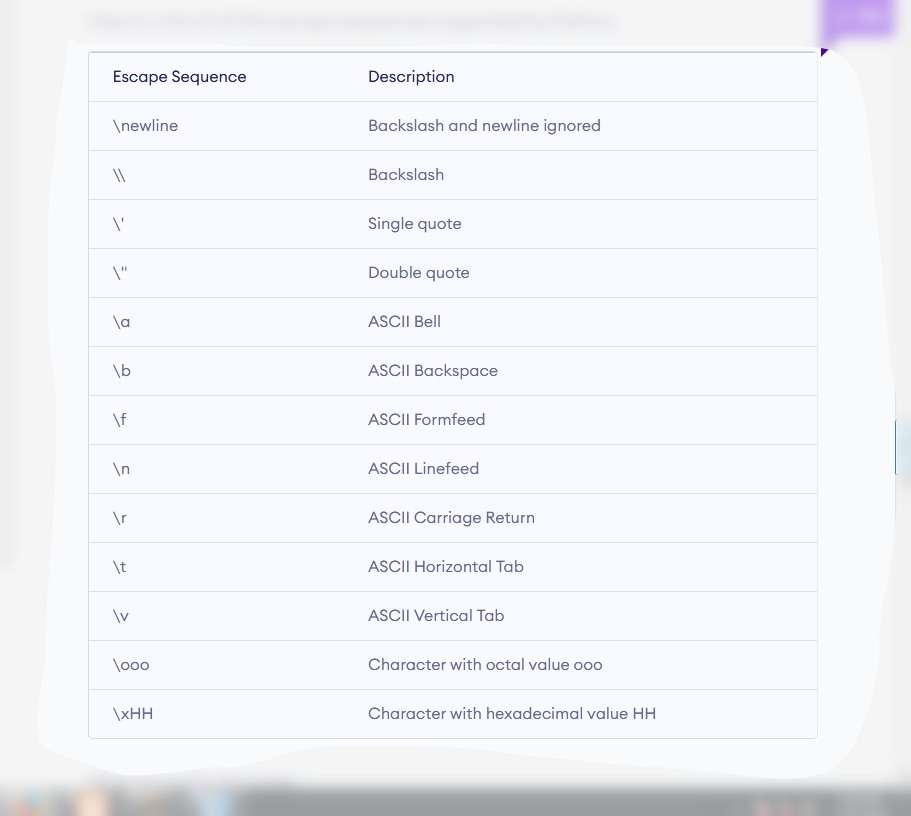 Escape Sequence Description
\newline Backslash and newline ignored
\\ Backslash
\' Single quote
\" Double quote
\a ASCII Bell
\b ASCII Backspace
\f ASCII Formfeed
\n ASCII Linefeed
\r ASCII Carriage Return
\t ASCII Horizontal Tab
\v ASCII Vertical Tab
\ooo Character with octal value ooo
\xHH Character with hexadecimal value HH